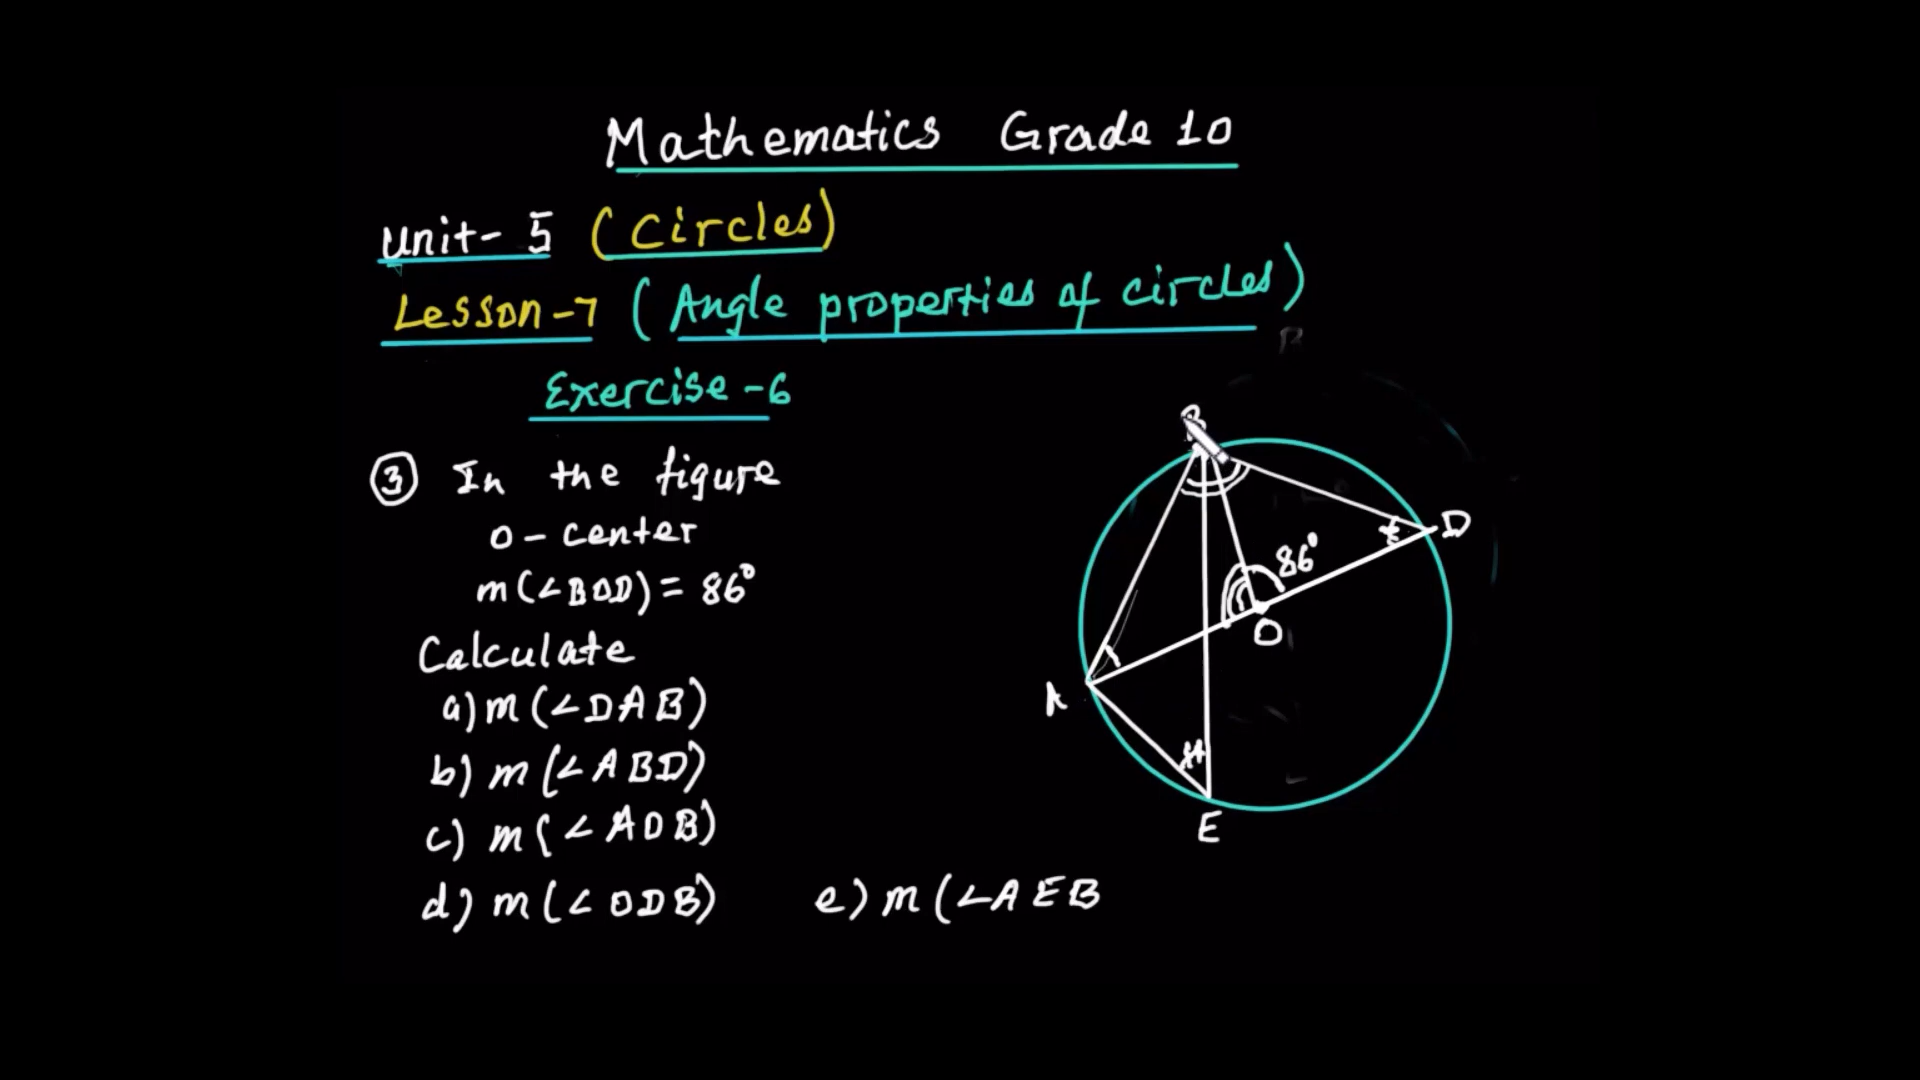 Mathematics Grade 10
Unit- 5 (Circles)
Lesson-7 (Angle properties of circles)
Exercise-6
③ In the figure
O - center
m(∠BOD) = 86°
Calculate
a) m(∠DAB)
b) m(∠ABD)
c) m(∠ADB)
d) m(∠ODB)
e) m(∠AEB
B
D
86°
O
A
E